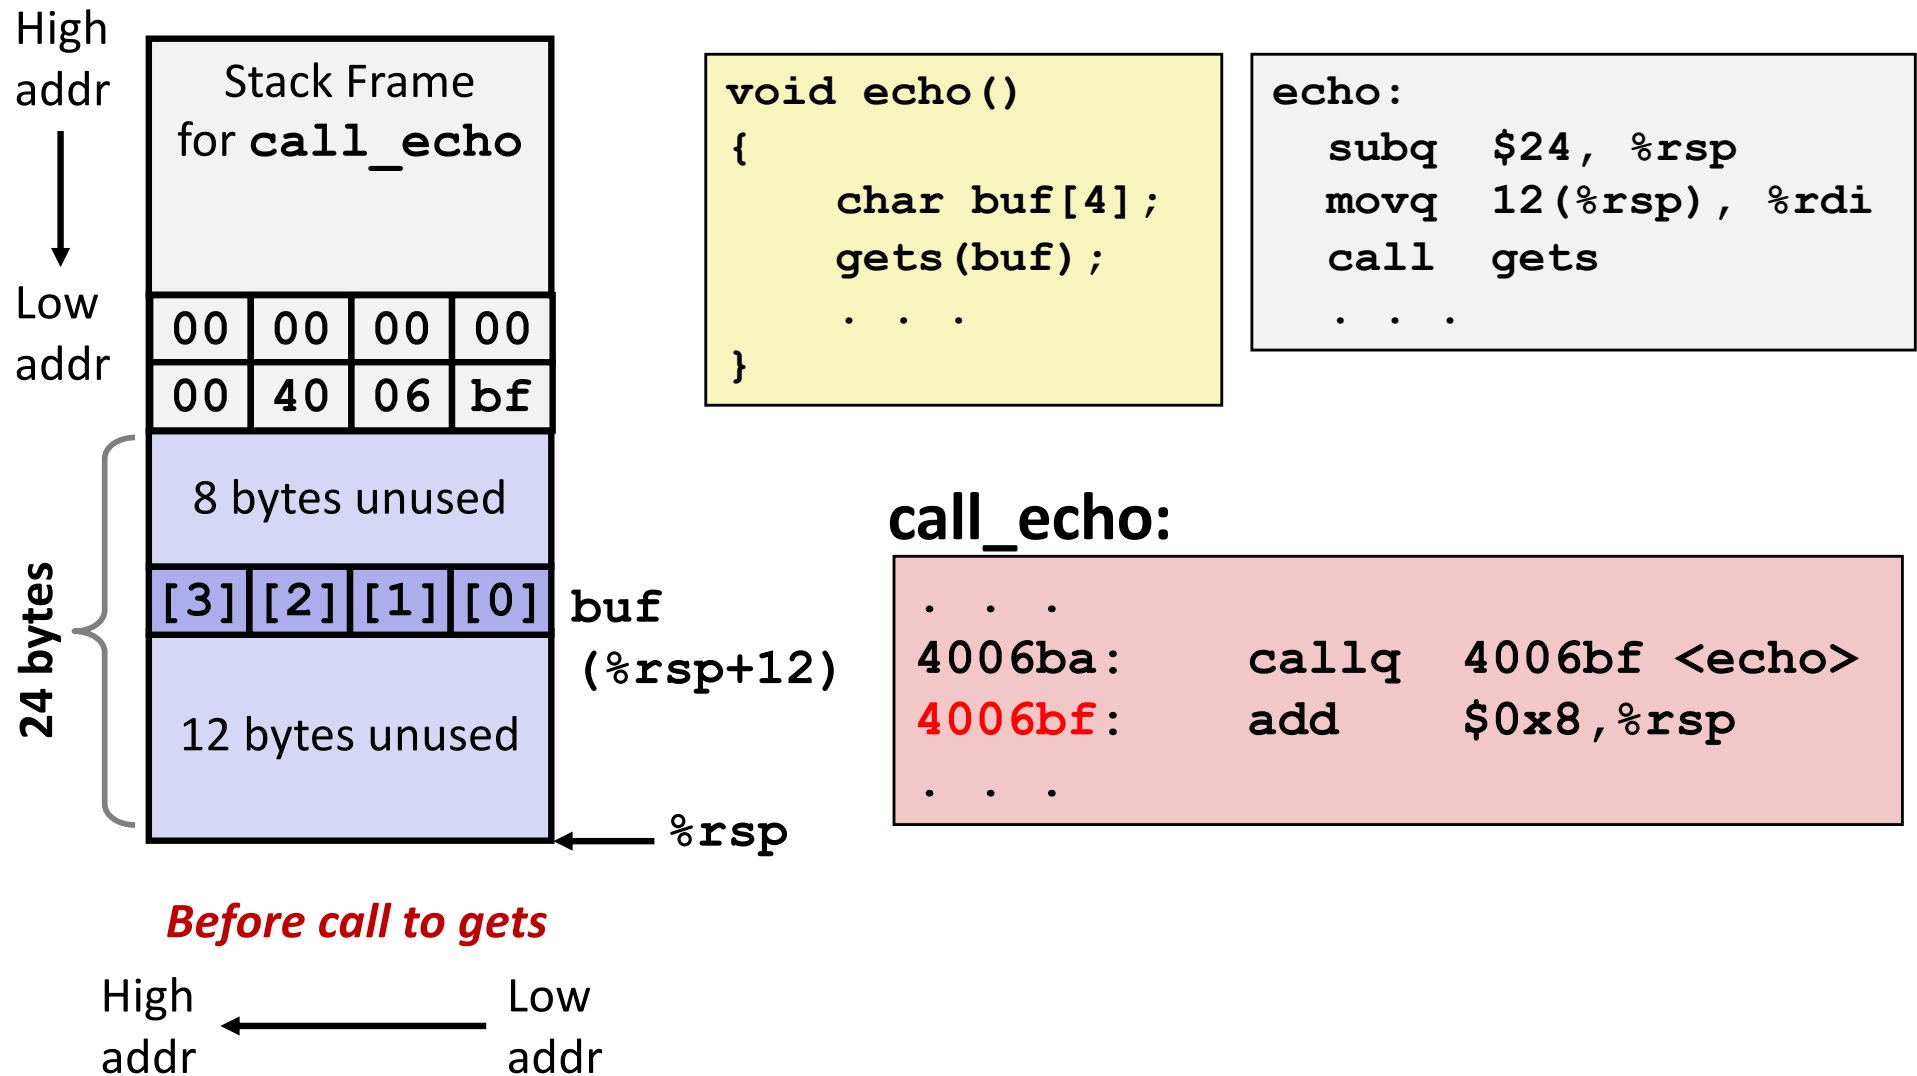 High
addr
Low
addr
Stack Frame
for call_echo
00 00 00 00
00 40 06 bf
8 bytes unused
[3] [2] [1] [0]
buf
(%rsp+12)
12 bytes unused
24 bytes
%rsp
Before call to gets
High
addr
Low
addr
void echo()
{
    char buf[4];
    gets(buf);
    . . .
}
echo:
  subq  $24, %rsp
  movq  12(%rsp), %rdi
  call  gets
  . . .
call_echo:
. . .
4006ba:    callq  4006bf <echo>
4006bf:    add    $0x8,%rsp
. . .